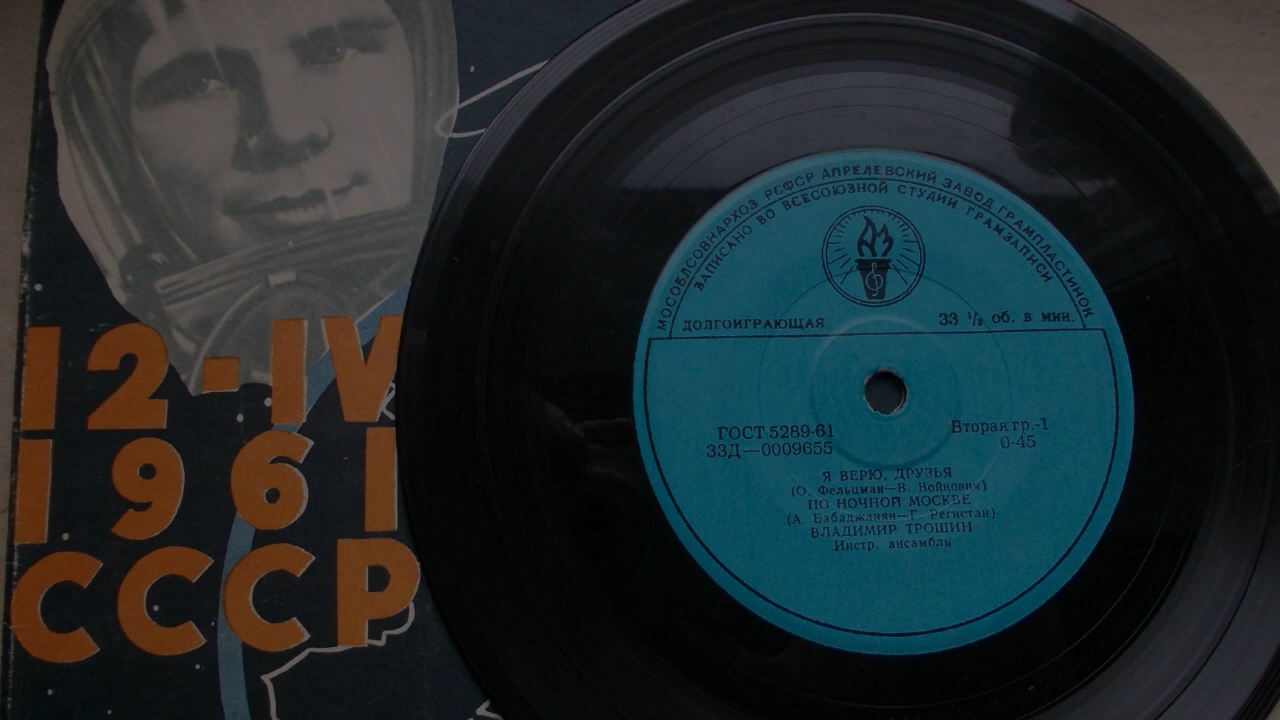 12·IV
1961
СССР
МОСОБЛСОВНАРХОЗ РСФСР АПРЕЛЕВСКИЙ ЗАВОД ГРАМПЛАСТИНОК
ЗАПИСАНО ВО ВСЕСОЮЗНОЙ СТУДИИ ГРАМЗАПИСИ
ДОЛГОИГРАЮЩАЯ 33 ⅓ об. в мин.
ГОСТ 5289-61 Вторая гр.-1
33Д—0009655 0-45
Я ВЕРЮ, ДРУЗЬЯ
(О. Фельцман—В. Войнович)
ПО НОЧНОЙ МОСКВЕ
(А. Бабаджанян—Г. Регистан)
ВЛАДИМИР ТРОШИН
Инстр. ансамбль